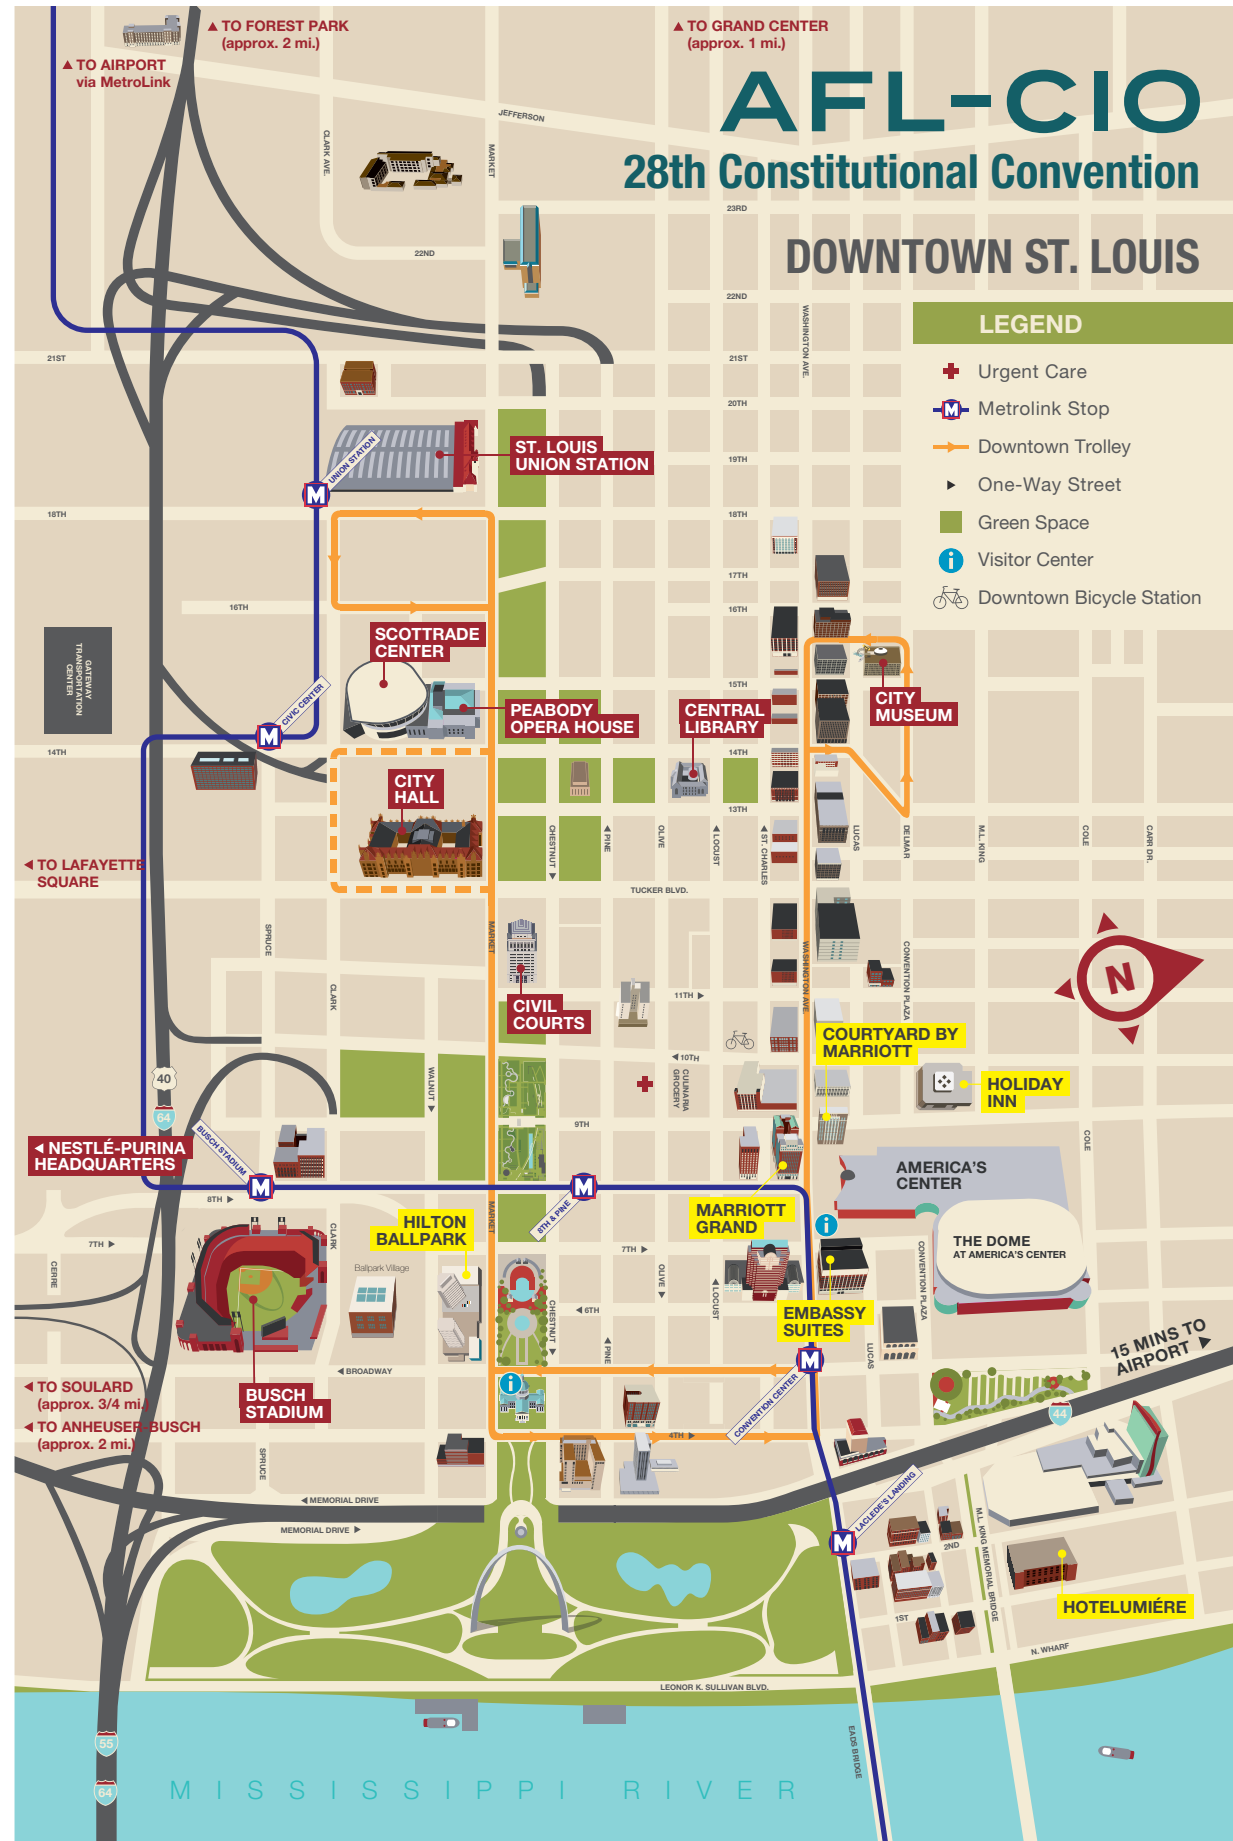 ▲ TO FOREST PARK
(approx. 2 mi.)
▲ TO GRAND CENTER
(approx. 1 mi.)
▲ TO AIRPORT
via MetroLink
AFL-CIO
28th Constitutional Convention
DOWNTOWN ST. LOUIS
JEFFERSON
CLARK AVE.
MARKET
23RD
22ND
22ND
WASHINGTON AVE.
LEGEND
Urgent Care
M Metrolink Stop
Downtown Trolley
One-Way Street
Green Space
i Visitor Center
Downtown Bicycle Station
21ST
21ST
20TH
19TH
ST. LOUIS
UNION STATION
UNION STATION
M
18TH
18TH
17TH
16TH
16TH
GATEWAY
TRANSPORTATION
CENTER
SCOTTRADE
CENTER
15TH
CIVIC CENTER
M
PEABODY
OPERA HOUSE
CENTRAL
LIBRARY
CITY
MUSEUM
14TH
14TH
CITY
HALL
13TH
CHESTNUT ▶
◀ PINE
OLIVE
◀ LOCUST
◀ ST. CHARLES
LUCAS
DELMAR
M.L. KING
COLE
CARR DR.
◀ TO LAFAYETTE
SQUARE
TUCKER BLVD.
SPRUCE
MARKET
WASHINGTON AVE.
CONVENTION PLAZA
CLARK
N
CIVIL
COURTS
11TH ▶
COURTYARD BY
MARRIOTT
◀ 10TH
CULINARIA
GROCERY
HOLIDAY
INN
40
64
WALNUT ▶
9TH
COLE
◀ NESTLÉ-PURINA
HEADQUARTERS
BUSCH STADIUM
M
8TH ▶
8TH & PINE
M
AMERICA'S
CENTER
MARRIOTT
GRAND
i
MARKET
HILTON
BALLPARK
7TH ▶
CERRE
CLARK
7TH ▶
OLIVE ▶
◀ LOCUST
CONVENTION PLAZA
THE DOME
AT AMERICA'S CENTER
Ballpark Village
CHESTNUT ▶
◀ 6TH
◀ PINE
EMBASSY
SUITES
LUCAS
15 MINS TO
AIRPORT ▶
◀ BROADWAY
M
i
◀ TO SOULARD
(approx. 3/4 mi.)
◀ TO ANHEUSER-BUSCH
(approx. 2 mi.)
BUSCH
STADIUM
CONVENTION CENTER
44
4TH ▶
SPRUCE
◀ MEMORIAL DRIVE
MEMORIAL DRIVE ▶
LACLEDE'S LANDING
M
M.L. KING MEMORIAL BRIDGE
2ND
1ST
HOTELUMIÉRE
N. WHARF
LEONOR K. SULLIVAN BLVD.
EADS BRIDGE
55
64
MISSISSIPPI RIVER